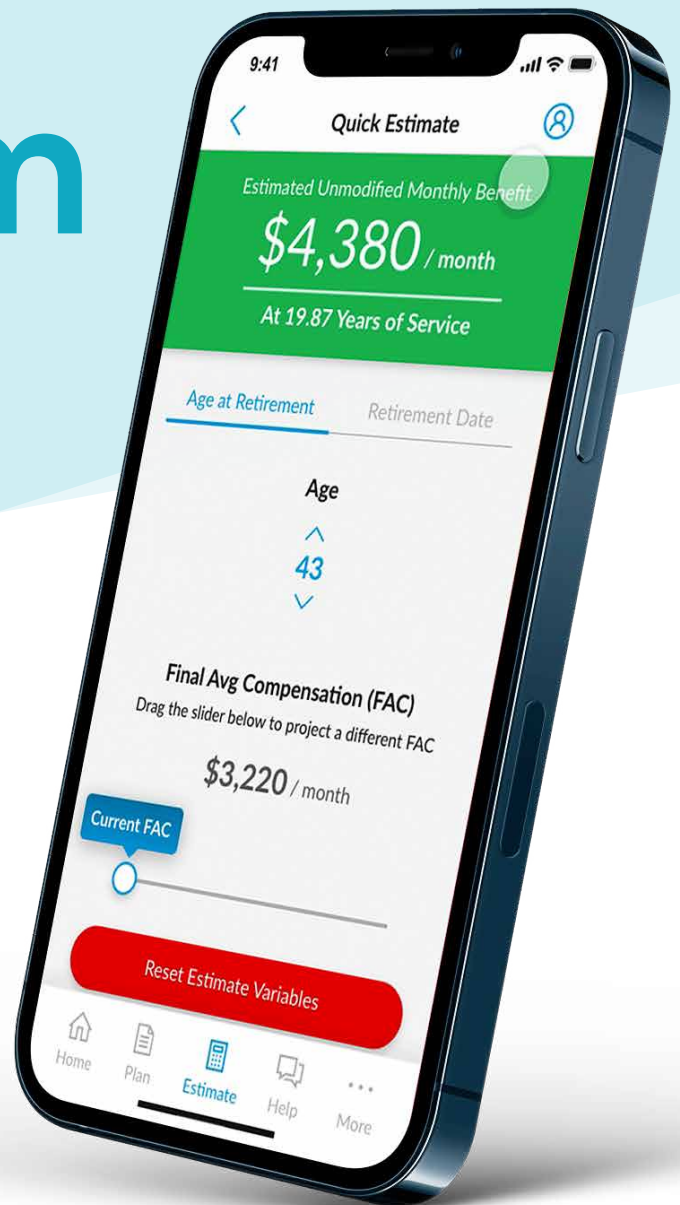 m
9:41
Quick Estimate
Estimated Unmodified Monthly Benefit
$4,380 / month
At 19.87 Years of Service
Age at Retirement
Retirement Date
Age
43
Final Avg Compensation (FAC)
Drag the slider below to project a different FAC
$3,220 / month
Current FAC
Reset Estimate Variables
Home
Plan
Estimate
Help
More